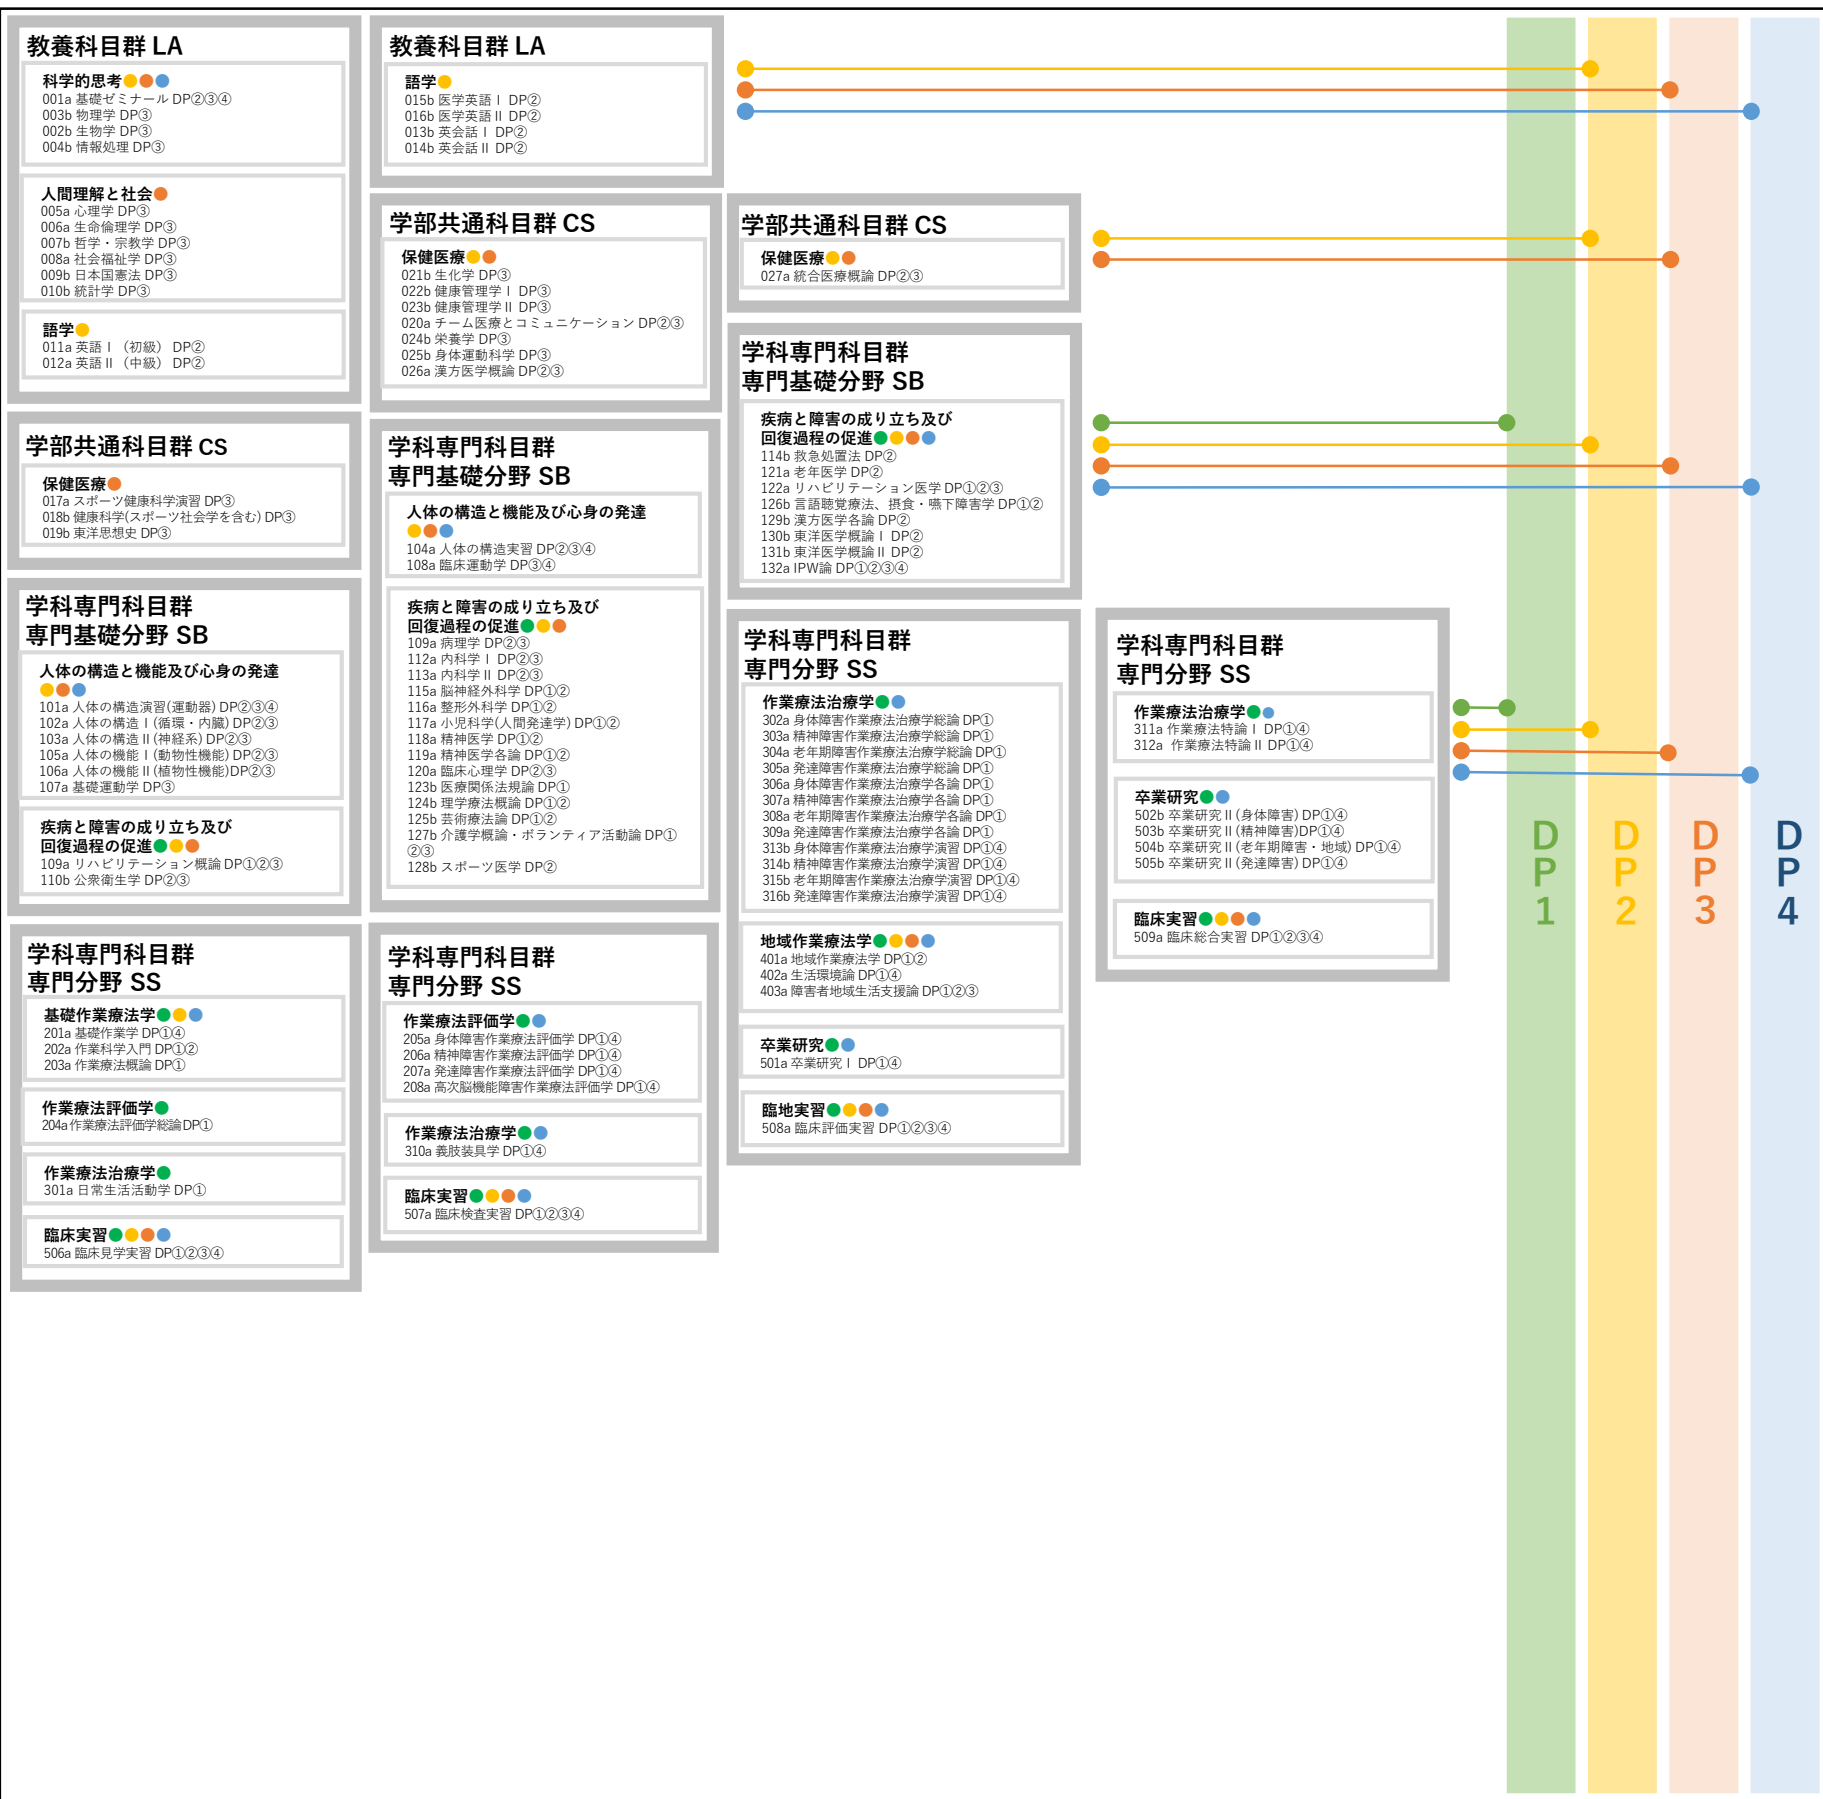 教養科目群 LA
科学的思考
001a 基礎ゼミナール DP②③④
003b 物理学 DP③
002b 生物学 DP③
004b 情報処理 DP③
人間理解と社会
005a 心理学 DP③
006a 生命倫理学 DP③
007b 哲学・宗教学 DP③
008a 社会福祉学 DP③
009b 日本国憲法 DP③
010b 統計学 DP③
語学
011a 英語Ⅰ（初級） DP②
012a 英語Ⅱ（中級） DP②
学部共通科目群 CS
保健医療
017a スポーツ健康科学演習 DP③
018b 健康科学(スポーツ社会学を含む) DP③
019b 東洋思想史 DP③
学科専門科目群
専門基礎分野 SB
人体の構造と機能及び心身の発達
101a 人体の構造演習(運動器) DP②③④
102a 人体の構造Ⅰ(循環・内臓) DP②③
103a 人体の構造Ⅱ(神経系) DP②③
105a 人体の機能Ⅰ(動物性機能) DP②③
106a 人体の機能Ⅱ(植物性機能)DP②③
107a 基礎運動学 DP③
疾病と障害の成り立ち及び
回復過程の促進
109a リハビリテーション概論 DP①②③
110b 公衆衛生学 DP②③
学科専門科目群
専門分野 SS
基礎作業療法学
201a 基礎作業学 DP①④
202a 作業科学入門 DP①②
203a 作業療法概論 DP①
作業療法評価学
204a 作業療法評価学総論DP①
作業療法治療学
301a 日常生活活動学 DP①
臨床実習
506a 臨床見学実習 DP①②③④
教養科目群 LA
語学
015b 医学英語Ⅰ DP②
016b 医学英語Ⅱ DP②
013b 英会話Ⅰ DP②
014b 英会話Ⅱ DP②
学部共通科目群 CS
保健医療
021b 生化学 DP③
022b 健康管理学Ⅰ DP③
023b 健康管理学Ⅱ DP③
020a チーム医療とコミュニケーション DP②③
024b 栄養学 DP③
025b 身体運動科学 DP③
026a 漢方医学概論 DP②③
学科専門科目群
専門基礎分野 SB
人体の構造と機能及び心身の発達
104a 人体の構造実習 DP②③④
108a 臨床運動学 DP③④
疾病と障害の成り立ち及び
回復過程の促進
109a 病理学 DP②③
112a 内科学Ⅰ DP②③
113a 内科学Ⅱ DP②③
115a 脳神経外科学 DP①②
116a 整形外科学 DP①②
117a 小児科学(人間発達学) DP①②
118a 精神医学 DP①②
119a 精神医学各論 DP①②
120a 臨床心理学 DP②③
123b 医療関係法規論 DP①
124b 理学療法概論 DP①②
125b 芸術療法論 DP①②
127b 介護学概論・ボランティア活動論 DP①
②③
128b スポーツ医学 DP②
学科専門科目群
専門分野 SS
作業療法評価学
205a 身体障害作業療法評価学 DP①④
206a 精神障害作業療法評価学 DP①④
207a 発達障害作業療法評価学 DP①④
208a 高次脳機能障害作業療法評価学 DP①④
作業療法治療学
310a 義肢装具学 DP①④
臨床実習
507a 臨床検査実習 DP①②③④
学部共通科目群 CS
保健医療
027a 統合医療概論 DP②③
学科専門科目群
専門基礎分野 SB
疾病と障害の成り立ち及び
回復過程の促進
114b 救急処置法 DP②
121a 老年医学 DP②
122a リハビリテーション医学 DP①②③
126b 言語聴覚療法、摂食・嚥下障害学 DP①②
129b 漢方医学各論 DP②
130b 東洋医学概論Ⅰ DP②
131b 東洋医学概論Ⅱ DP②
132a IPW論 DP①②③④
学科専門科目群
専門分野 SS
作業療法治療学
302a 身体障害作業療法治療学総論 DP①
303a 精神障害作業療法治療学総論 DP①
304a 老年期障害作業療法治療学総論 DP①
305a 発達障害作業療法治療学総論 DP①
306a 身体障害作業療法治療学各論 DP①
307a 精神障害作業療法治療学各論 DP①
308a 老年期障害作業療法治療学各論 DP①
309a 発達障害作業療法治療学各論 DP①
313b 身体障害作業療法治療学演習 DP①④
314b 精神障害作業療法治療学演習 DP①④
315b 老年期障害作業療法治療学演習 DP①④
316b 発達障害作業療法治療学演習 DP①④
地域作業療法学
401a 地域作業療法学 DP①②
402a 生活環境論 DP①④
403a 障害者地域生活支援論 DP①②③
卒業研究
501a 卒業研究Ⅰ DP①④
臨地実習
508a 臨床評価実習 DP①②③④
学科専門科目群
専門分野 SS
作業療法治療学
311a 作業療法特論Ⅰ DP①④
312a 作業療法特論Ⅱ DP①④
卒業研究
502b 卒業研究Ⅱ(身体障害) DP①④
503b 卒業研究Ⅱ(精神障害)DP①④
504b 卒業研究Ⅱ(老年期障害・地域) DP①④
505b 卒業研究Ⅱ(発達障害) DP①④
臨床実習
509a 臨床総合実習 DP①②③④
DP1
DP2
DP3
DP4